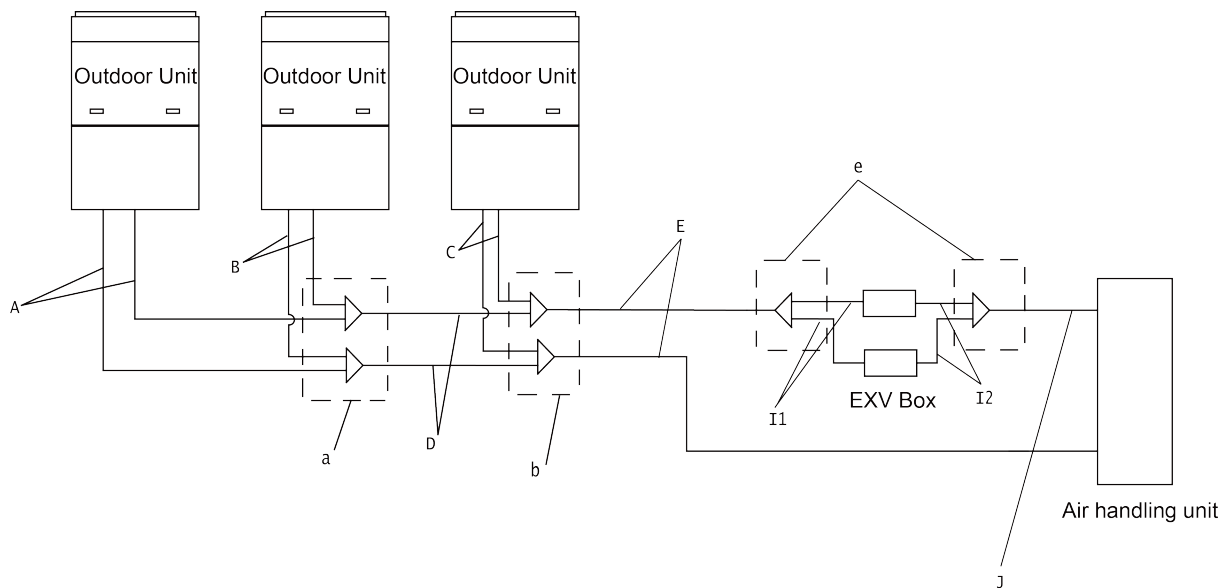 Outdoor Unit
Outdoor Unit
Outdoor Unit
e
E
C
B
A
I1
EXV Box
I2
a
D
b
Air handling unit
J